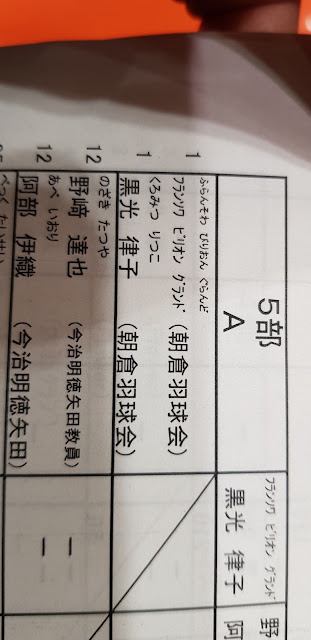 5部
A
フランソワ ビリオン グランド
黒光 律子
野
阿
ふらんそわ びりおん ぐらんど
1 フランソワ ビリオン グランド (朝倉羽球会)
くろみつ りつこ
1 黒光 律子 (朝倉羽球会)
のざき たつや
12 野﨑 達也 (今治明徳矢田教員) ー
あべ いおり
12 阿部 伊織 (今治明徳矢田) ー